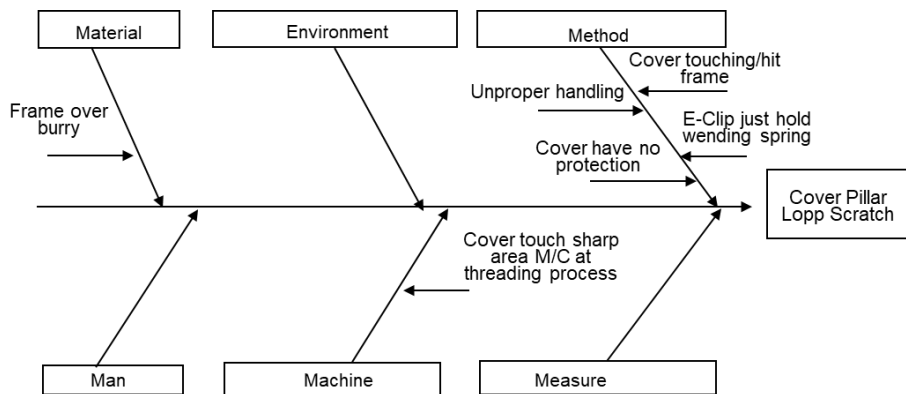 Material
Environment
Method
Cover touching/hit
frame
Unproper handling
Frame over
burry
E-Clip just hold
wending spring
Cover have no
protection
Cover Pillar
Lopp Scratch
Cover touch sharp
area M/C at
threading process
Man
Machine
Measure